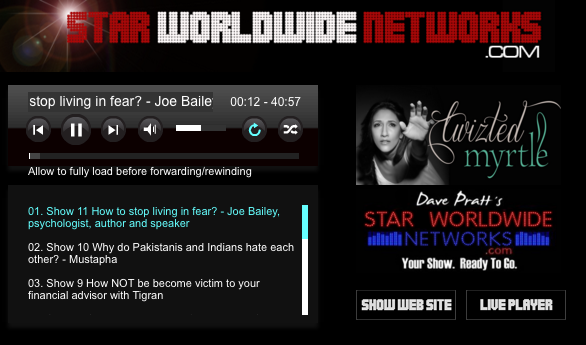 STAR WORLDWIDE NETWORKS
.COM
stop living in fear? - Joe Baile
00:12 - 40:57
Allow to fully load before forwarding/rewinding
01. Show 11 How to stop living in fear? - Joe Bailey,
psychologist, author and speaker
02. Show 10 Why do Pakistanis and Indians hate each
other? - Mustapha
03. Show 9 How NOT be become victim to your
financial advisor with Tigran
twizted
myrtle
Dave Pratt's
STAR WORLDWIDE
NETWORKS
.com
Your Show. Ready To Go.
SHOW WEB SITE
LIVE PLAYER